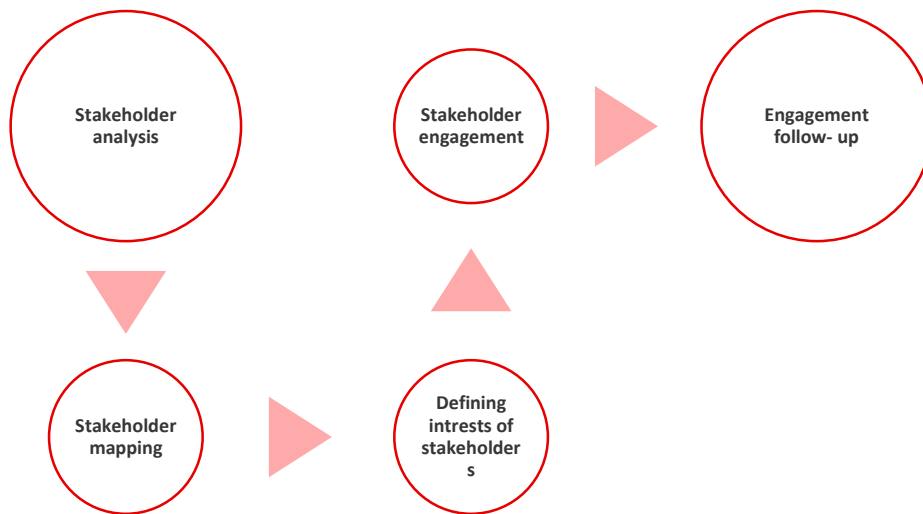 Stakeholder
analysis
Stakeholder
mapping
Defining
intrests of
stakeholder
s
Stakeholder
engagement
Engagement
follow- up